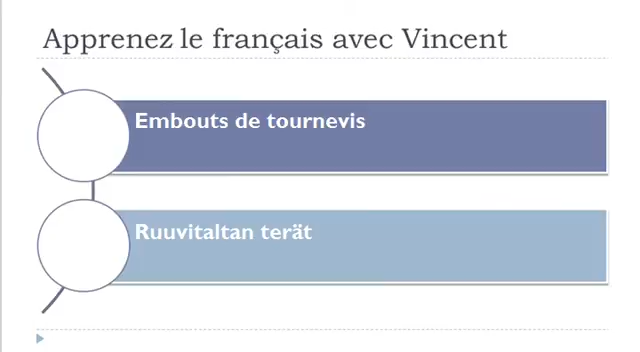 Apprenez le français avec Vincent
Embouts de tournevis
Ruuvitaltan terät